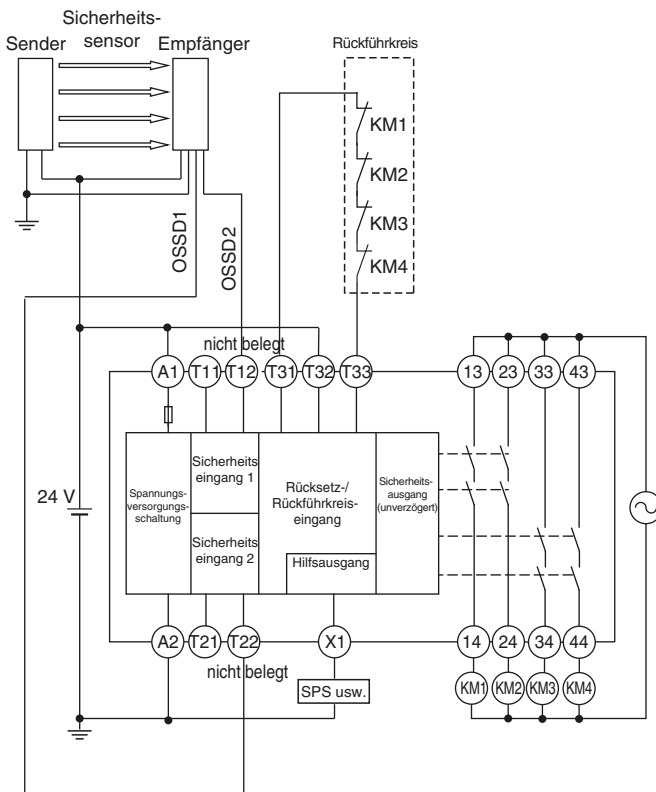 Sicherheits-
sensor
Sender
Empfänger
Rückführkreis
KM1
KM2
KM3
KM4
OSSD1
OSSD2
nicht belegt
A1 T11 T12 T31 T32 T33 13 23 33 43
24 V
Spannungs-
versorgungs-
schaltung
Sicherheits
eingang 1
Sicherheits
eingang 2
Rücksetz-/
Rückführkreis-
eingang
Hilfsausgang
Sicherheits-
ausgang
(unverzögert)
A2 T21 T22 X1 14 24 34 44
nicht belegt
SPS usw.
KM1 KM2 KM3 KM4